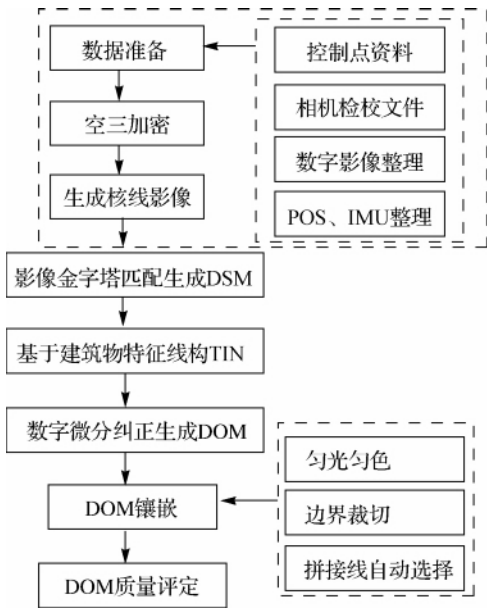 数据准备
控制点资料
相机检校文件
空三加密
数字影像整理
生成核线影像
POS、IMU整理
影像金字塔匹配生成DSM
基于建筑物特征线构TIN
数字微分纠正生成DOM
匀光匀色
DOM镶嵌
边界裁切
拼接线自动选择
DOM质量评定